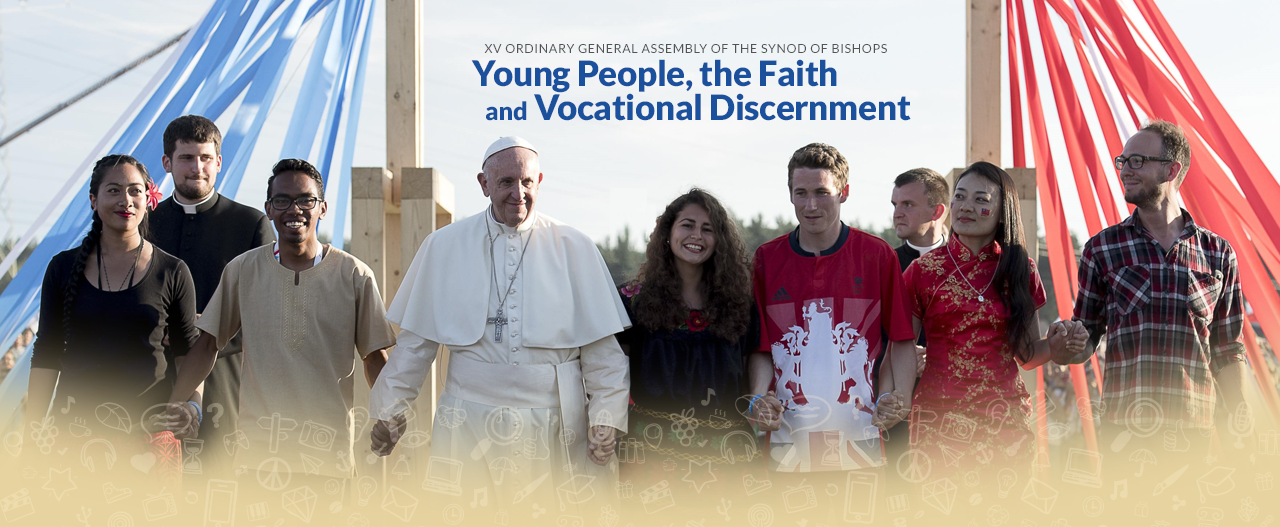 XV ORDINARY GENERAL ASSEMBLY OF THE SYNOD OF BISHOPS
Young People, the Faith
and Vocational Discernment